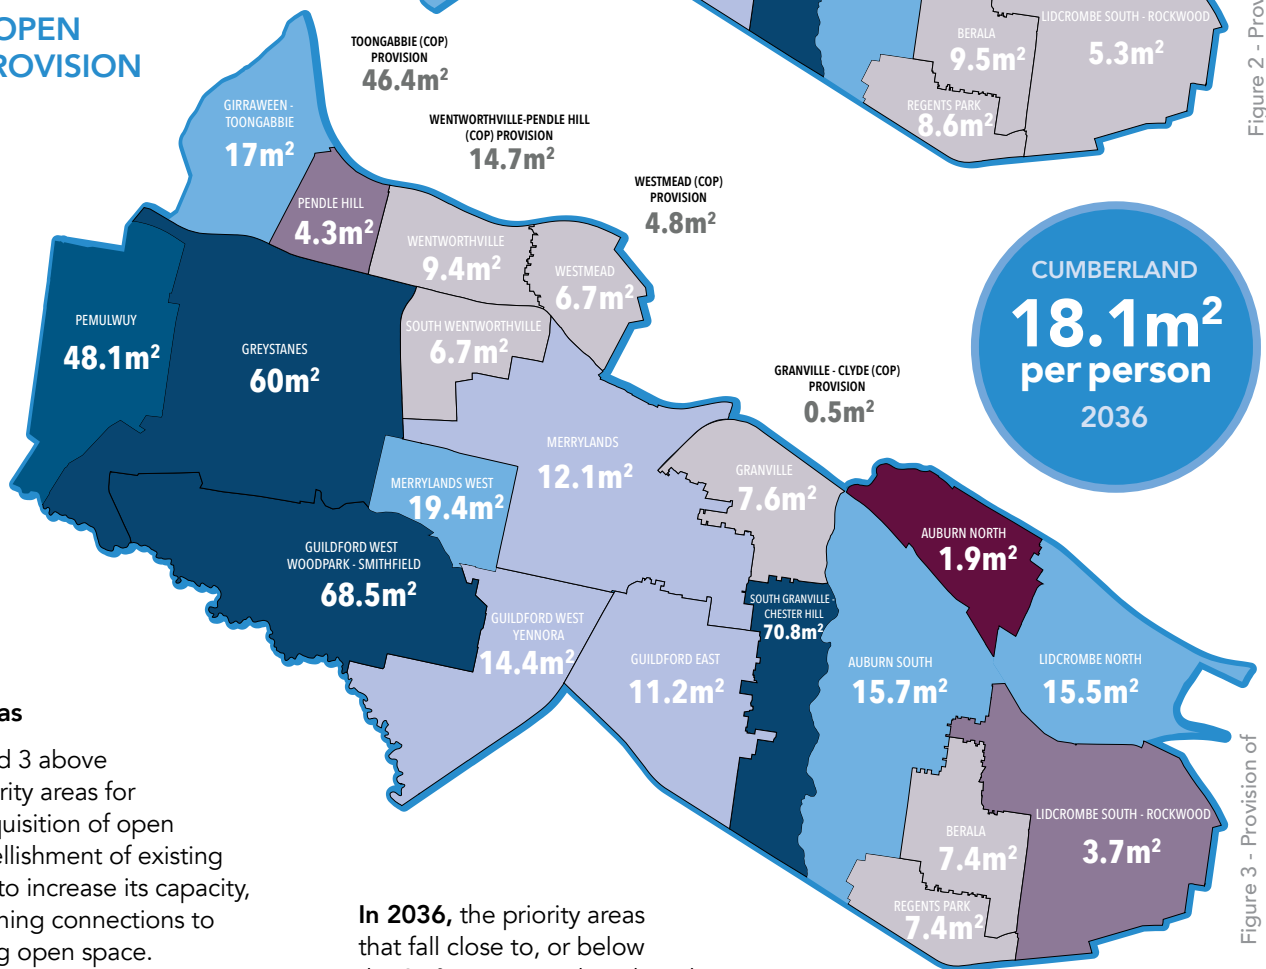 OPEN
ROVISION
TOONGABBIE (COP)
PROVISION
46.4m²
WENTWORTHVILLE-PENDLE HILL
(COP) PROVISION
14.7m²
WESTMEAD (COP)
PROVISION
4.8m²
GRANVILLE - CLYDE (COP)
PROVISION
0.5m²
BERALA
9.5m²
LIDCROMBE SOUTH - ROCKWOOD
5.3m²
REGENTS PARK
8.6m²
Figure 2 - Prov
CUMBERLAND
18.1m²
per person
2036
GIRRAWEEN -
TOONGABBIE
17m²
PENDLE HILL
4.3m²
WENTWORTHVILLE
9.4m²
WESTMEAD
6.7m²
PEMULWUY
48.1m²
GREYSTANES
60m²
SOUTH WENTWORTHVILLE
6.7m²
MERRYLANDS
12.1m²
MERRYLANDS WEST
19.4m²
GRANVILLE
7.6m²
AUBURN NORTH
1.9m²
GUILDFORD WEST
WOODPARK - SMITHFIELD
68.5m²
GUILDFORD WEST
YENNORA
14.4m²
GUILDFORD EAST
11.2m²
SOUTH GRANVILLE -
CHESTER HILL
70.8m²
AUBURN SOUTH
15.7m²
LIDCOMBE NORTH
15.5m²
BERALA
7.4m²
LIDCROMBE SOUTH - ROCKWOOD
3.7m²
REGENTS PARK
7.4m²
Figure 3 - Provision of
as
d 3 above
rity areas for
quisition of open
ellishment of existing
to increase its capacity,
ning connections to
g open space.
In 2036, the priority areas
that fall close to, or below